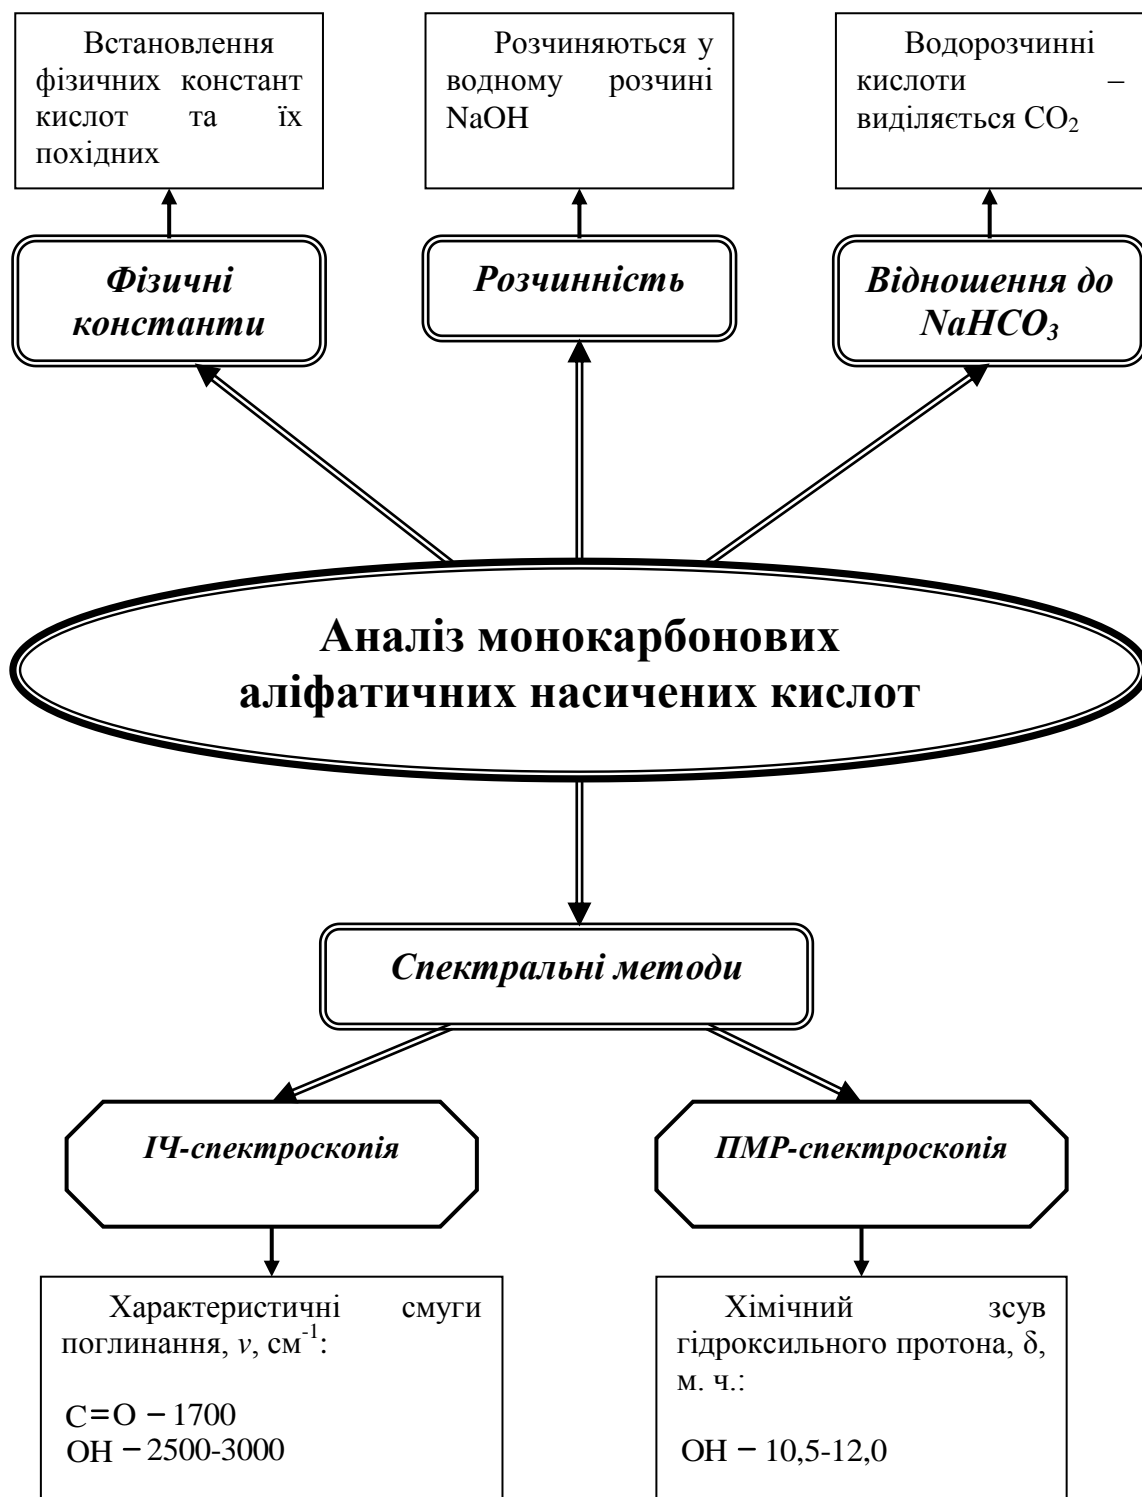 Встановлення
фізичних констант
кислот та їх
похідних
Розчиняються у
водному розчині
NaOH
Водорозчинні
кислоти –
виділяється CO₂
Фізичні
константи
Розчинність
Відношення до
NaHCO₃
Аналіз монокарбонових
аліфатичних насичених кислот
Спектральні методи
ІЧ-спектроскопія
ПМР-спектроскопія
Характеристичні смуги
поглинання, ν, см⁻¹:
C=O – 1700
OH – 2500-3000
Хімічний зсув
гідроксильного протона, δ,
м. ч.:
OH – 10,5-12,0